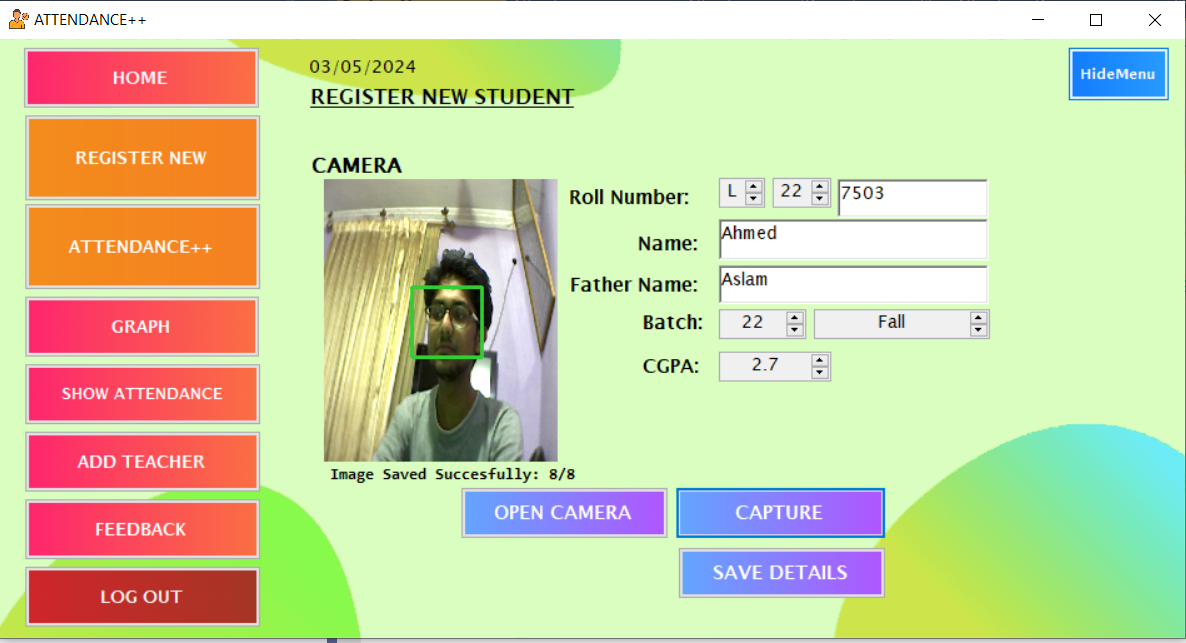 ATTENDANCE++
HOME
REGISTER NEW
ATTENDANCE++
GRAPH
SHOW ATTENDANCE
ADD TEACHER
FEEDBACK
LOG OUT
03/05/2024
REGISTER NEW STUDENT
HideMenu
CAMERA
Image Saved Succesfully: 8/8
Roll Number: L 22 7503
Name: Ahmed
Father Name: Aslam
Batch: 22 Fall
CGPA: 2.7
OPEN CAMERA CAPTURE
SAVE DETAILS